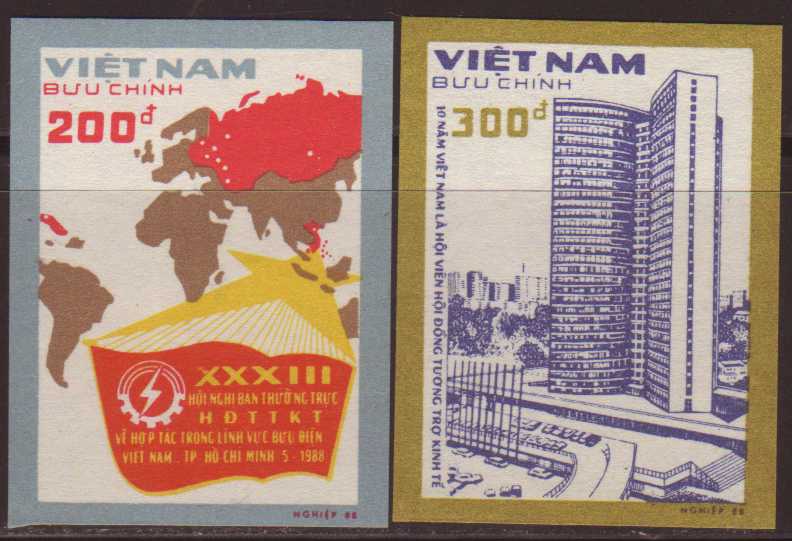 VIỆT NAM
BƯU CHÍNH
200đ
XXXIII
HỘI NGHỊ BAN THƯỜNG TRỰC
HĐTTKT
VỀ HỢP TÁC TRONG LĨNH VỰC BƯU ĐIỆN
VIỆT NAM.. TP HỒ CHÍ MINH 5-1988
NGHIỆP 88
VIỆT NAM
BƯU CHÍNH
300đ
10 NĂM VIỆT NAM LÀ HỘI VIÊN HỘI ĐỒNG TƯƠNG TRỢ KINH TẾ
NGHIỆP 88